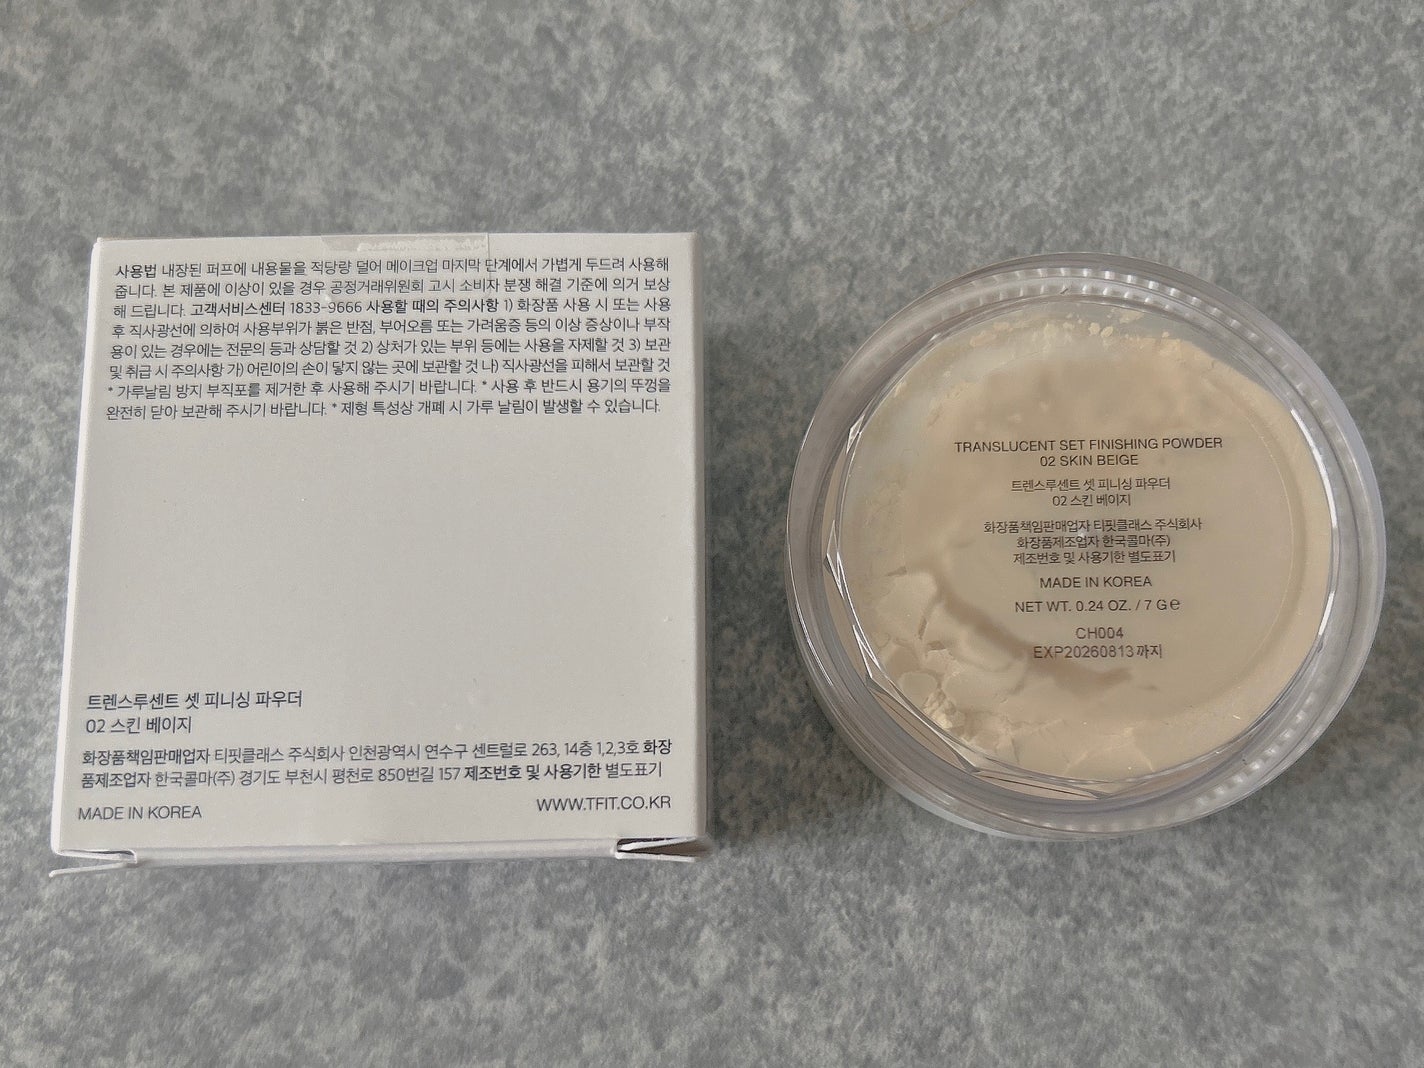 사용법 내장된 퍼프에 내용물을 적당량 덜어 메이크업 마지막 단계에서 가볍게 두드려 사용해
줍니다. 본 제품에 이상이 있을 경우 공정거래위원회 고시 소비자 분쟁 해결 기준에 의거 보상
해 드립니다. 고객서비스센터 1833-9666 사용할 때의 주의사항 1) 화장품 사용 시 또는 사용
후 직사광선에 의하여 사용부위가 붉은 반점, 부어오름 또는 가려움증 등의 이상 증상이나 부작
용이 있는 경우에는 전문의 등과 상담할 것 2) 상처가 있는 부위 등에는 사용을 자제할 것 3) 보관
및 취급 시 주의사항 가) 어린이의 손이 닿지 않는 곳에 보관할 것 나) 직사광선을 피해서 보관할 것
* 가루날림 방지 부직포를 제거한 후 사용해 주시기 바랍니다. * 사용 후 반드시 용기의 뚜껑을
완전히 닫아 보관해 주시기 바랍니다. * 제형 특성상 개폐 시 가루 날림이 발생할 수 있습니다.
트렌스루센트 셋 피니싱 파우더
02 스킨 베이지
화장품책임판매업자 티핏클래스 주식회사 인천광역시 연수구 센트럴로 263, 14층 1,2,3호 화장
품제조업자 한국콜마(주) 경기도 부천시 평천로 850번길 157 제조번호 및 사용기한 별도표기
MADE IN KOREA
WWW.TFIT.CO.KR
TRANSLUCENT SET FINISHING POWDER
02 SKIN BEIGE
트렌스루센트 셋 피니싱 파우더
02 스킨 베이지
화장품책임판매업자 티핏클래스 주식회사
화장품제조업자 한국콜마(주)
제조번호 및 사용기한 별도표기
MADE IN KOREA
NET WT. 0.24 OZ. / 7 G ℮
CH004
EXP20260813까지